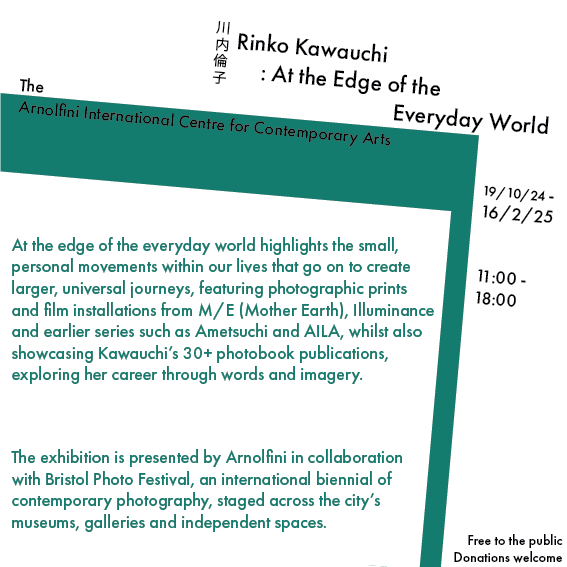 川内倫子
Rinko Kawauchi
: At the Edge of the
Everyday World
The
Arnolfini International Centre for Contemporary Arts
19/10/24 -
16/2/25
11:00 -
18:00
At the edge of the everyday world highlights the small,
personal movements within our lives that go on to create
larger, universal journeys, featuring photographic prints
and film installations from M/E (Mother Earth), Illuminance
and earlier series such as Ametsuchi and AILA, whilst also
showcasing Kawauchi’s 30+ photobook publications,
exploring her career through words and imagery.
The exhibition is presented by Arnolfini in collaboration
with Bristol Photo Festival, an international biennial of
contemporary photography, staged across the city’s
museums, galleries and independent spaces.
Free to the public
Donations welcome